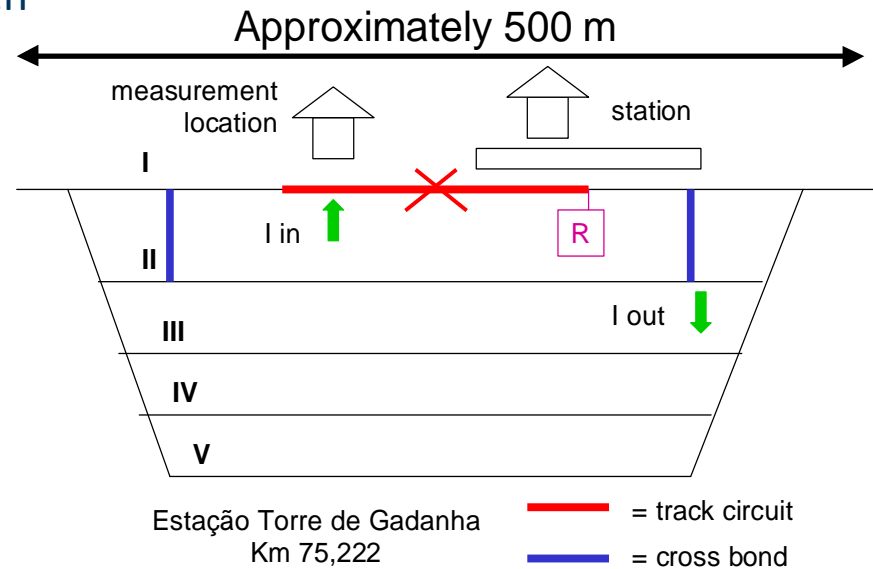 Approximately 500 m
measurement
location
station
I
I in
R
II
I out
III
IV
V
Estação Torre de Gadanha
Km 75,222
= track circuit
= cross bond